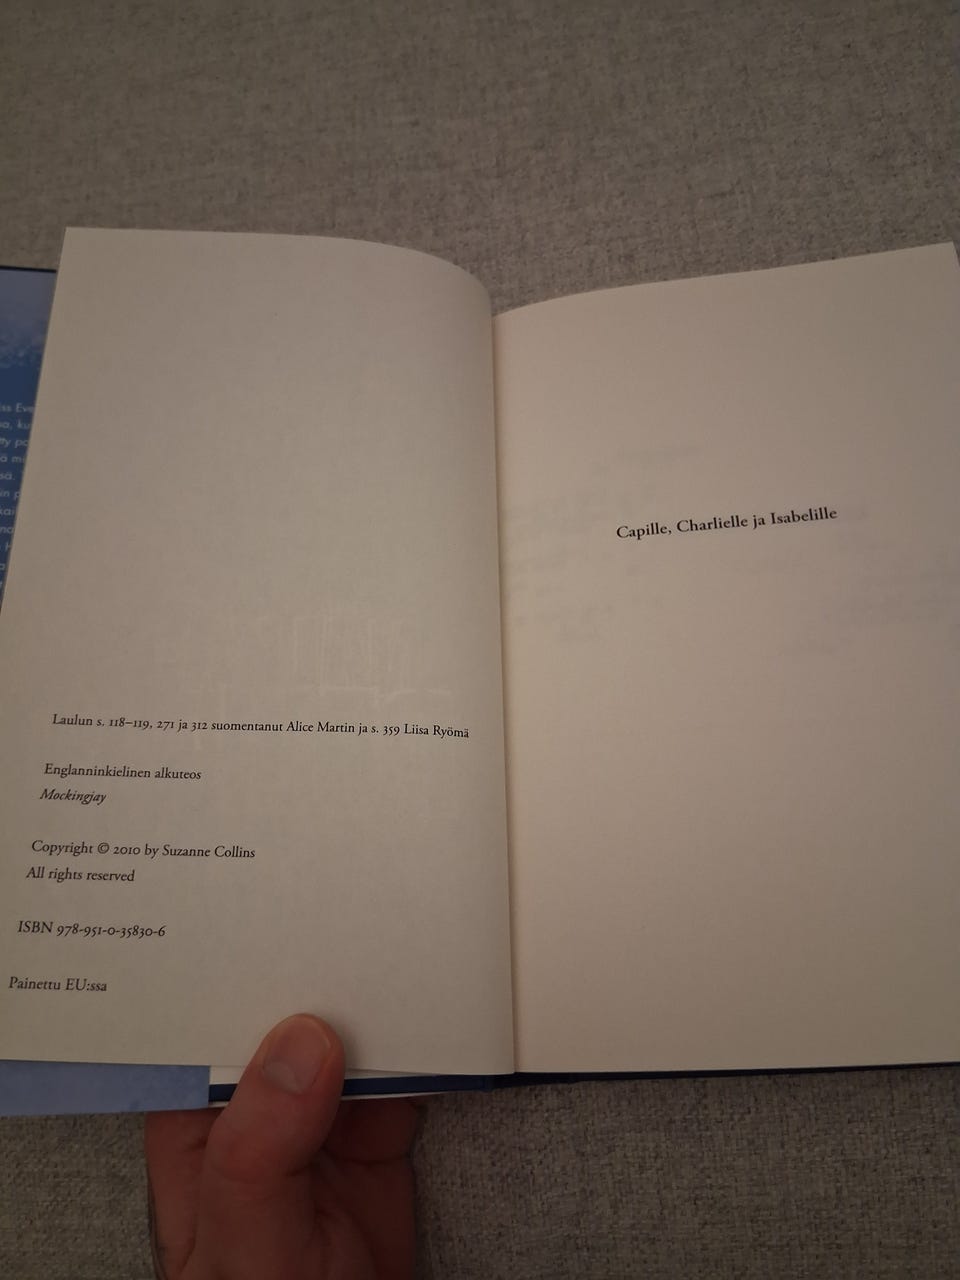 Laulun s. 118–119, 271 ja 312 suomentanut Alice Martin ja s. 359 Liisa Ryömä
Englanninkielinen alkuteos
Mockingjay
Copyright © 2010 by Suzanne Collins
All rights reserved
ISBN 978-951-0-35830-6
Painettu EU:ssa
Capille, Charlielle ja Isabelille